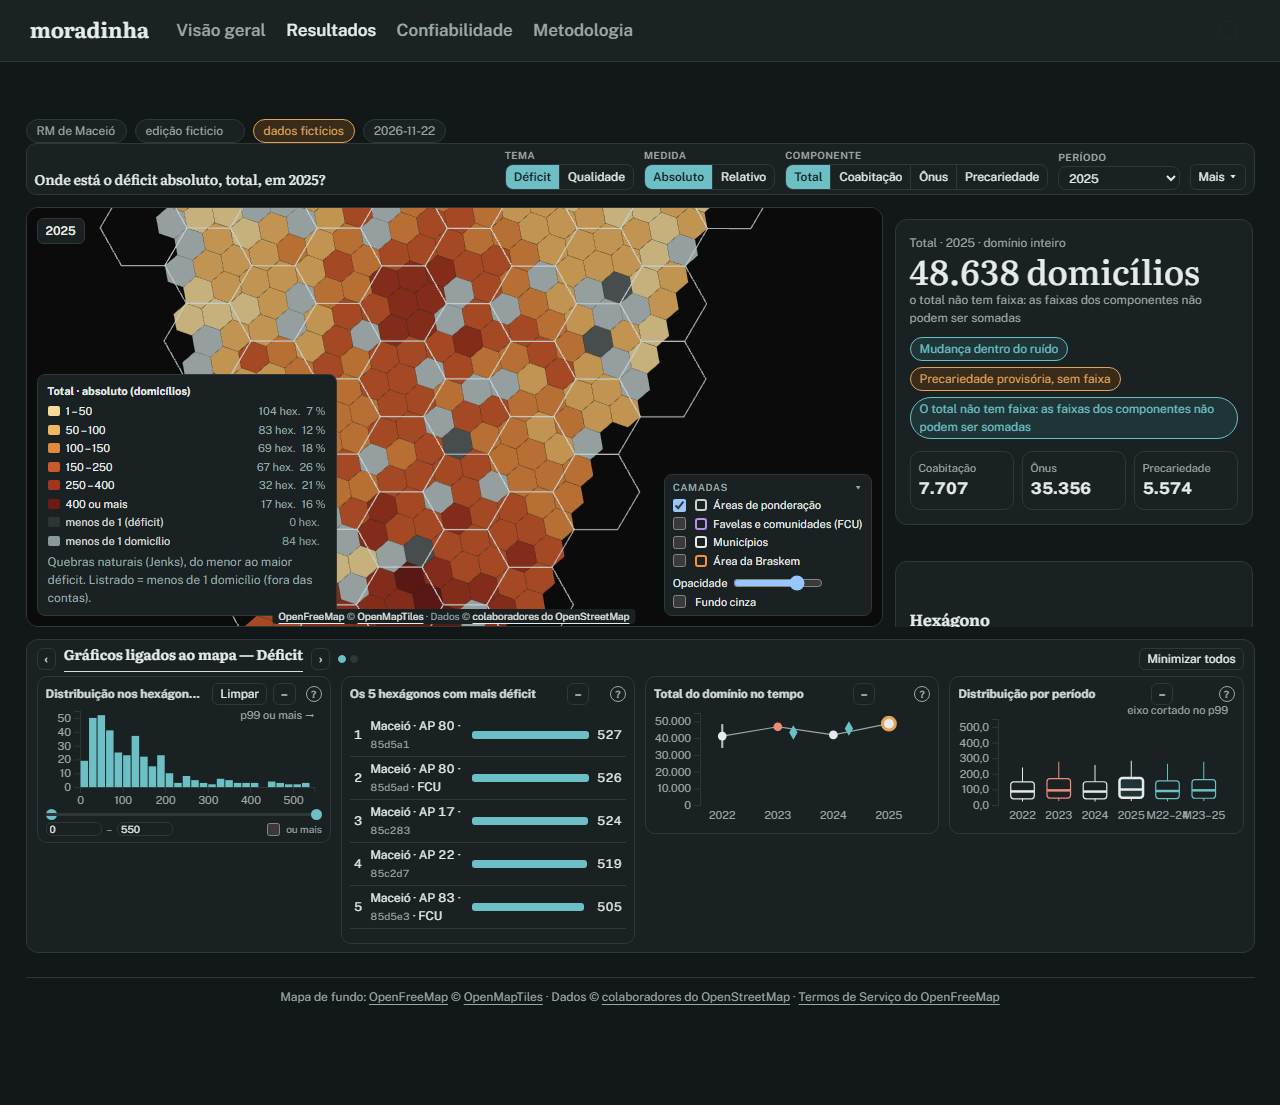 moradinha Visão geral Resultados Confiabilidade Metodologia
RM de Maceió edição ficticio dados fictícios 2026-11-22
Onde está o déficit absoluto, total, em 2025?
TEMA MEDIDA COMPONENTE PERÍODO
Déficit Qualidade Absoluto Relativo Total Coabitação Ônus Precariedade 2025 Mais
2025
Total · absoluto (domicílios)
1–50 104 hex. 7 %
50–100 83 hex. 12 %
100–150 69 hex. 18 %
150–250 67 hex. 26 %
250–400 32 hex. 21 %
400 ou mais 17 hex. 16 %
menos de 1 (déficit) 0 hex.
menos de 1 domicílio 84 hex.
Quebras naturais (Jenks), do menor ao maior
déficit. Listrado = menos de 1 domicílio (fora das
contas).
CAMADAS
Áreas de ponderação
Favelas e comunidades (FCU)
Municípios
Área da Braskem
Opacidade
Fundo cinza
OpenFreeMap © OpenMapTiles · Dados © colaboradores do OpenStreetMap
Total · 2025 · domínio inteiro
48.638 domicílios
o total não tem faixa: as faixas dos componentes não
podem ser somadas
Mudança dentro do ruído
Precariedade provisória, sem faixa
O total não tem faixa: as faixas dos componentes não
podem ser somadas
Coabitação Ônus Precariedade
7.707 35.356 5.574
Hexágono
‹ Gráficos ligados ao mapa — Déficit › Minimizar todos
Distribuição nos hexágon... Limpar – ?
p99 ou mais →
50
40
30
20
10
0
0 100 200 300 400 500
0 – 550 ou mais
Os 5 hexágonos com mais déficit – ?
1 Maceió · AP 80 · 527
85d5a1
2 Maceió · AP 80 · 526
85d5ad · FCU
3 Maceió · AP 17 · 524
85c283
4 Maceió · AP 22 · 519
85c2d7
5 Maceió · AP 83 · 505
85d5e3 · FCU
Total do domínio no tempo – ?
50.000
40.000
30.000
20.000
10.000
0
2022 2023 2024 2025
Distribuição por período – ?
eixo cortado no p99
500,0
400,0
300,0
200,0
100,0
0,0
2022 2023 2024 2025 M22–24 M23–25
Mapa de fundo: OpenFreeMap © OpenMapTiles · Dados © colaboradores do OpenStreetMap · Termos de Serviço do OpenFreeMap